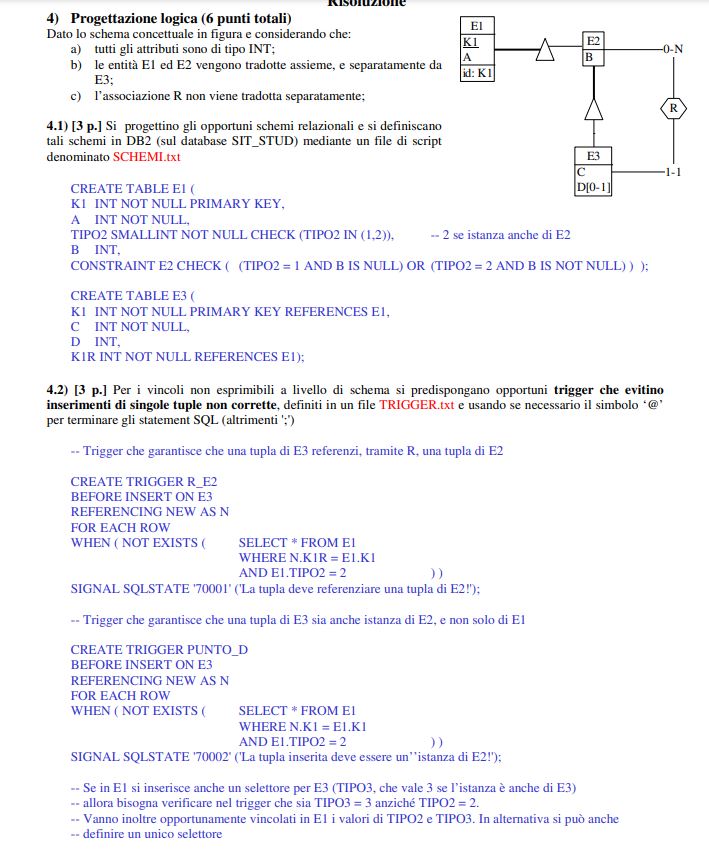 Risoluzione
4) Progettazione logica (6 punti totali)
Dato lo schema concettuale in figura e considerando che:
a) tutti gli attributi sono di tipo INT;
b) le entità E1 ed E2 vengono tradotte assieme, e separatamente da
E3;
c) l'associazione R non viene tradotta separatamente;
E1
K1
A
id: K1
E2
B
0-N
R
E3
C
D[0-1]
1-1
4.1) [3 p.] Si progettino gli opportuni schemi relazionali e si definiscano
tali schemi in DB2 (sul database SIT_STUD) mediante un file di script
denominato SCHEMI.txt
CREATE TABLE E1 (
K1 INT NOT NULL PRIMARY KEY,
A INT NOT NULL,
TIPO2 SMALLINT NOT NULL CHECK (TIPO2 IN (1,2)), -- 2 se istanza anche di E2
B INT,
CONSTRAINT E2 CHECK ( (TIPO2 = 1 AND B IS NULL) OR (TIPO2 = 2 AND B IS NOT NULL) ) );
CREATE TABLE E3 (
K1 INT NOT NULL PRIMARY KEY REFERENCES E1,
C INT NOT NULL,
D INT,
K1R INT NOT NULL REFERENCES E1);
4.2) [3 p.] Per i vincoli non esprimibili a livello di schema si predispongano opportuni trigger che evitino
inserimenti di singole tuple non corrette, definiti in un file TRIGGER.txt e usando se necessario il simbolo '@'
per terminare gli statement SQL (altrimenti ';')
-- Trigger che garantisce che una tupla di E3 referenzi, tramite R, una tupla di E2
CREATE TRIGGER R_E2
BEFORE INSERT ON E3
REFERENCING NEW AS N
FOR EACH ROW
WHEN ( NOT EXISTS ( SELECT * FROM E1
WHERE N.K1R = E1.K1
AND E1.TIPO2 = 2 ) )
SIGNAL SQLSTATE '70001' ('La tupla deve referenziare una tupla di E2!');
-- Trigger che garantisce che una tupla di E3 sia anche istanza di E2, e non solo di E1
CREATE TRIGGER PUNTO_D
BEFORE INSERT ON E3
REFERENCING NEW AS N
FOR EACH ROW
WHEN ( NOT EXISTS ( SELECT * FROM E1
WHERE N.K1 = E1.K1
AND E1.TIPO2 = 2 ) )
SIGNAL SQLSTATE '70002' ('La tupla inserita deve essere un''istanza di E2!');
-- Se in E1 si inserisce anche un selettore per E3 (TIPO3, che vale 3 se l'istanza è anche di E3)
-- allora bisogna verificare nel trigger che sia TIPO3 = 3 anziché TIPO2 = 2.
-- Vanno inoltre opportunamente vincolati in E1 i valori di TIPO2 e TIPO3. In alternativa si può anche
-- definire un unico selettore